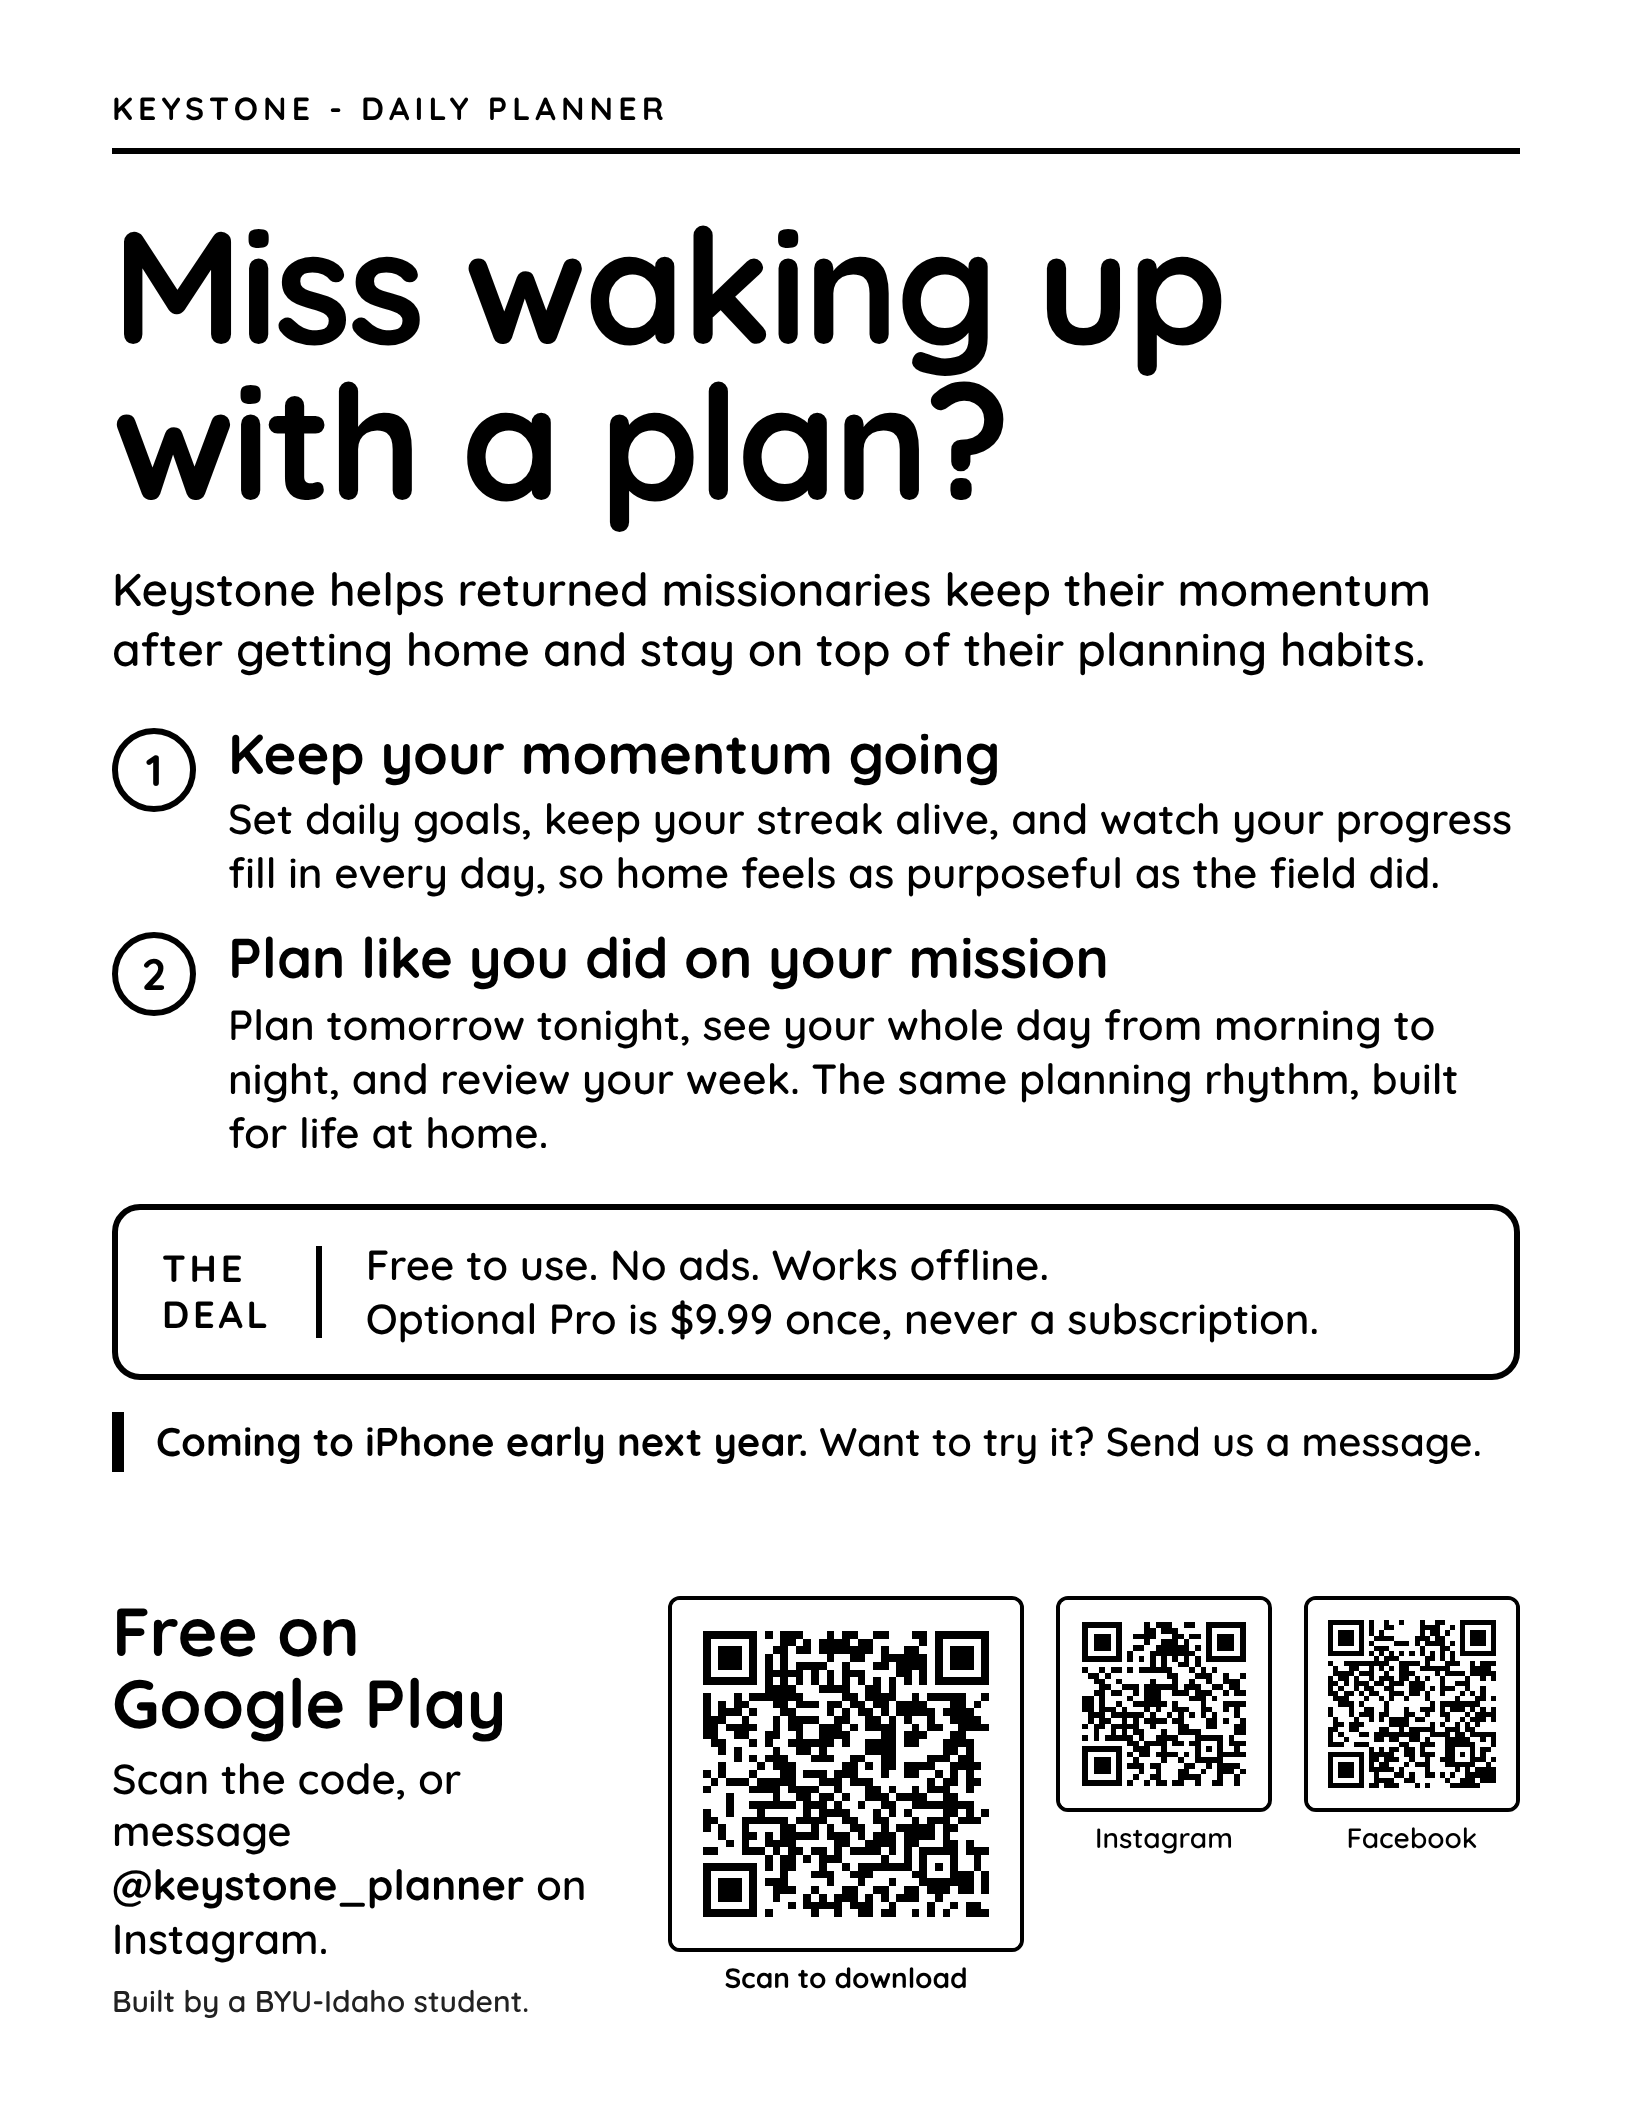 KEYSTONE - DAILY PLANNER
Miss waking up
with a plan?
Keystone helps returned missionaries keep their momentum
after getting home and stay on top of their planning habits.
1
Keep your momentum going
Set daily goals, keep your streak alive, and watch your progress
fill in every day, so home feels as purposeful as the field did.
2
Plan like you did on your mission
Plan tomorrow tonight, see your whole day from morning to
night, and review your week. The same planning rhythm, built
for life at home.
THE
DEAL
Free to use. No ads. Works offline.
Optional Pro is $9.99 once, never a subscription.
Coming to iPhone early next year. Want to try it? Send us a message.
Free on
Google Play
Scan the code, or
message
@keystone_planner on
Instagram.
Built by a BYU-Idaho student.
Scan to download
Instagram
Facebook